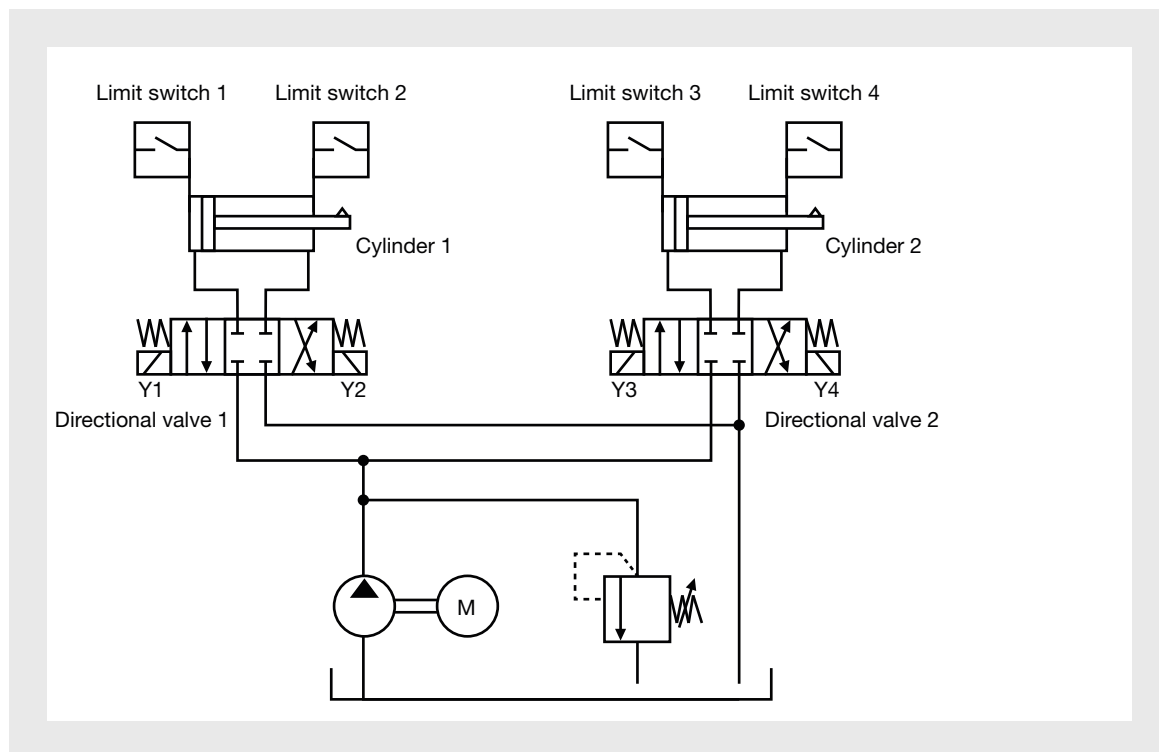 Limit switch 1 Limit switch 2 Limit switch 3 Limit switch 4
Cylinder 1 Cylinder 2
Y1 Y2 Y3 Y4
Directional valve 1 Directional valve 2
M